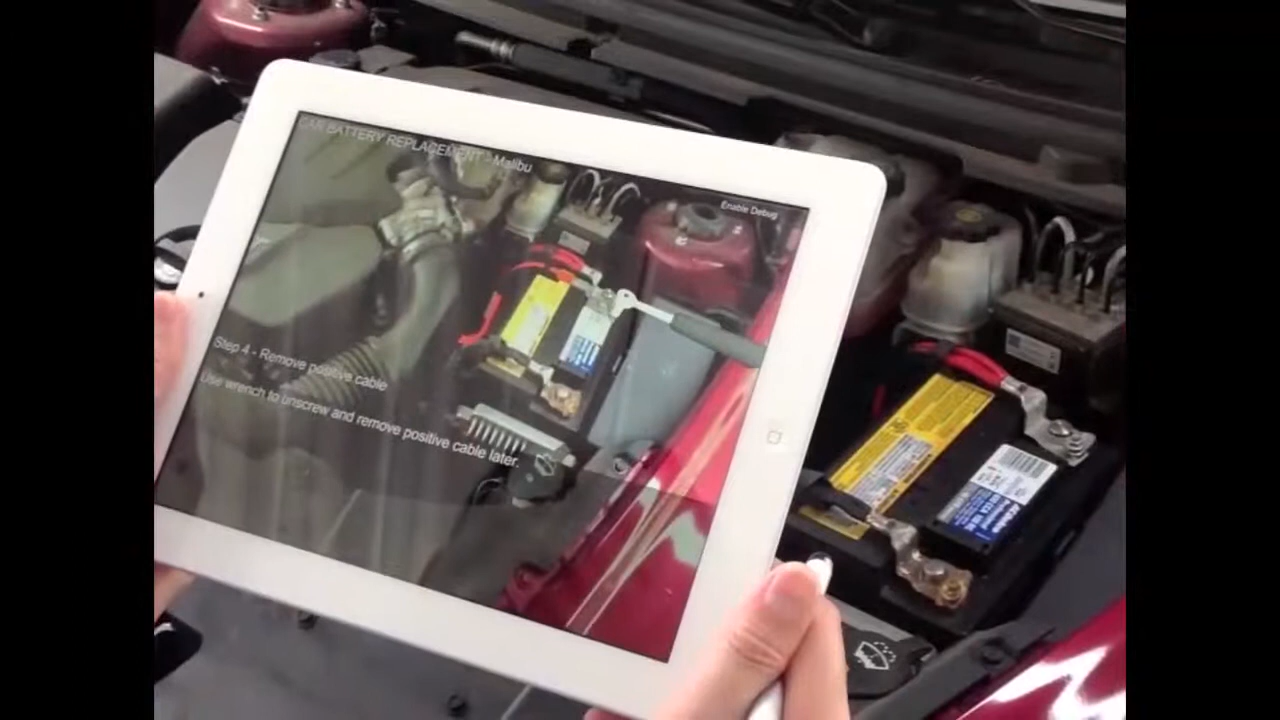 CAR BATTERY REPLACEMENT - Malibu
Enable Debug
Step 4 - Remove positive cable
Use wrench to unscrew and remove positive cable later.